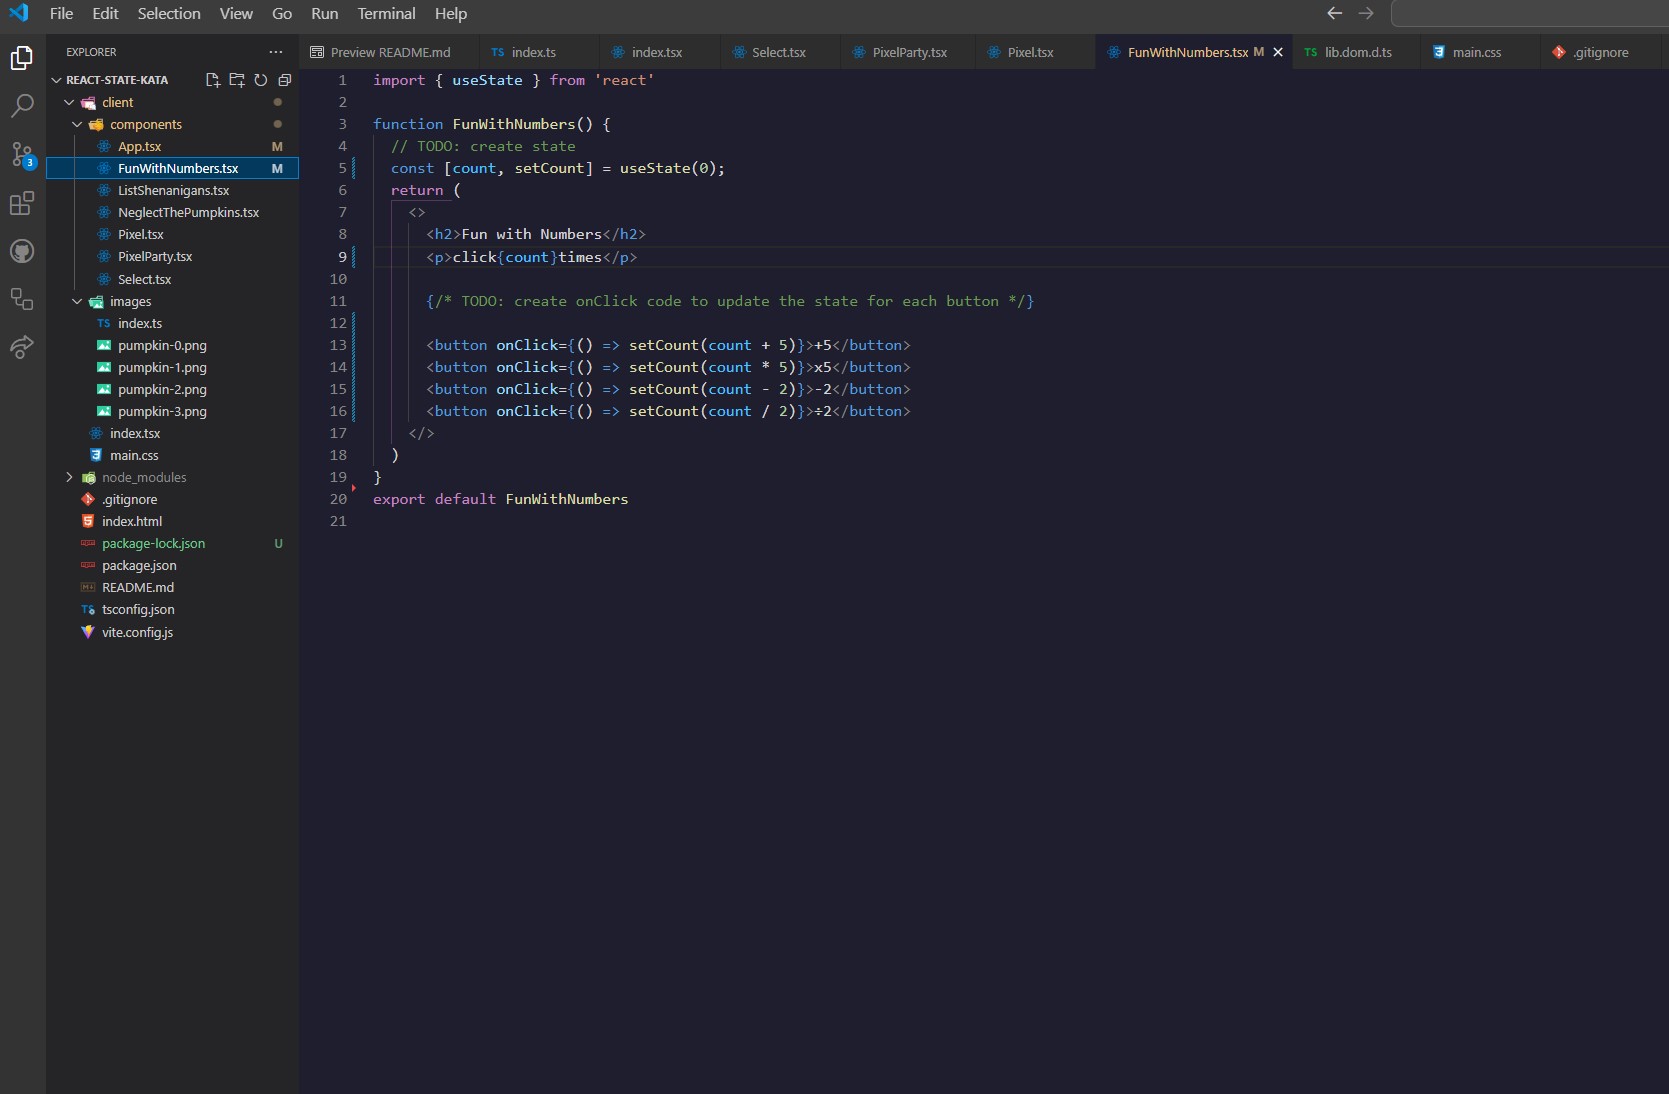 File Edit Selection View Go Run Terminal Help
EXPLORER
REACT-STATE-KATA
client
components
App.tsx M
FunWithNumbers.tsx M
ListShenanigans.tsx
NeglectThePumpkins.tsx
Pixel.tsx
PixelParty.tsx
Select.tsx
images
TS index.ts
pumpkin-0.png
pumpkin-1.png
pumpkin-2.png
pumpkin-3.png
index.tsx
main.css
node_modules
.gitignore
index.html
package-lock.json U
package.json
README.md
TS tsconfig.json
vite.config.js
3
Preview README.md TS index.ts index.tsx Select.tsx PixelParty.tsx Pixel.tsx FunWithNumbers.tsx M TS lib.dom.d.ts main.css .gitignore
1 import { useState } from 'react'
2
3 function FunWithNumbers() {
4 // TODO: create state
5 const [count, setCount] = useState(0);
6 return (
7 <>
8 <h2>Fun with Numbers</h2>
9 <p>click{count}times</p>
10
11 {/* TODO: create onClick code to update the state for each button */}
12
13 <button onClick={() => setCount(count + 5)}>+5</button>
14 <button onClick={() => setCount(count * 5)}>x5</button>
15 <button onClick={() => setCount(count - 2)}>-2</button>
16 <button onClick={() => setCount(count / 2)}>÷2</button>
17 </>
18 )
19 }
20 export default FunWithNumbers
21